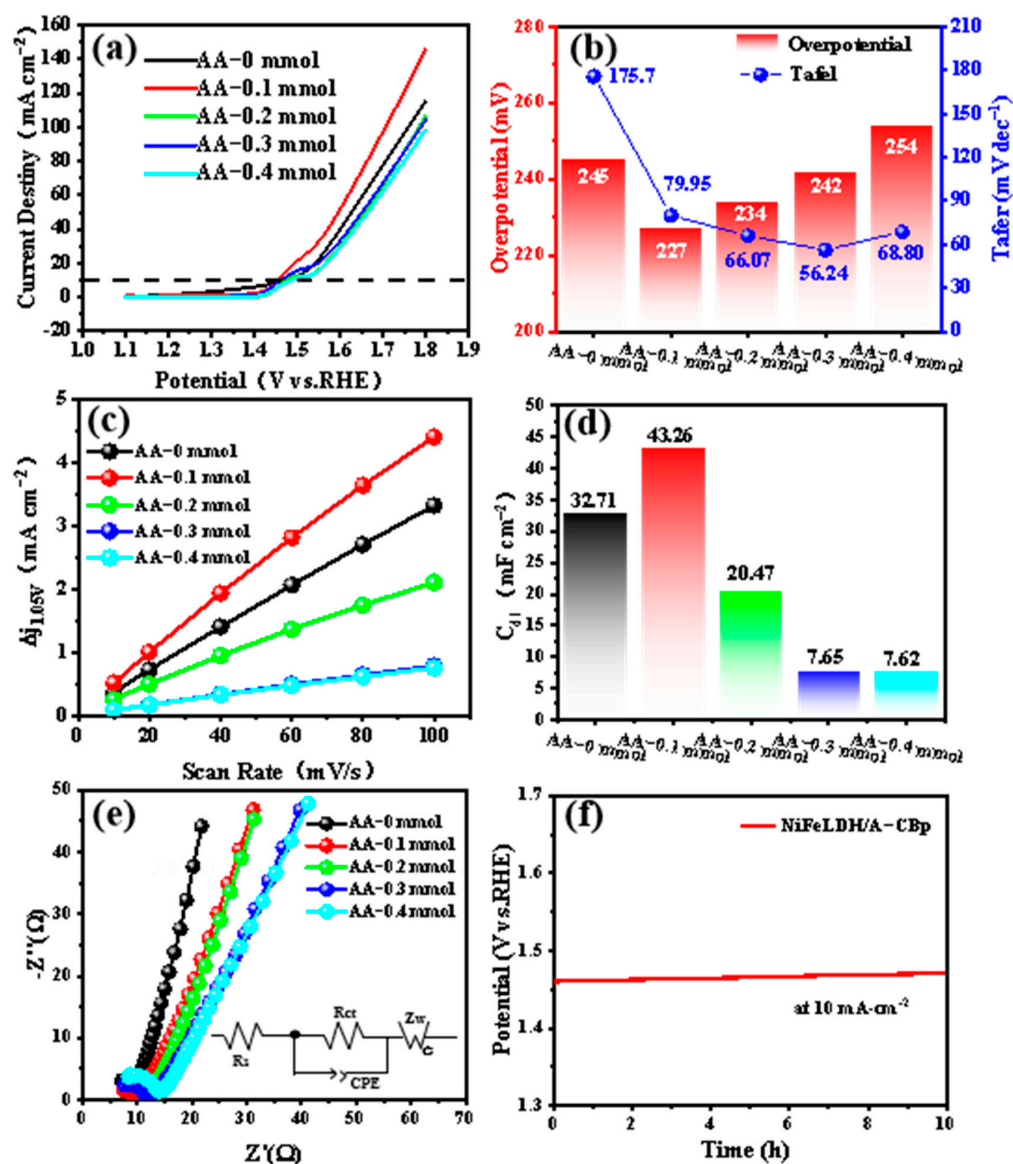 (a)
AA-0 mmol
AA-0.1 mmol
AA-0.2 mmol
AA-0.3 mmol
AA-0.4 mmol
160
140
120
100
80
60
40
20
0
-20
Current Destiny (mA cm⁻²)
1.0 1.1 1.2 1.3 1.4 1.5 1.6 1.7 1.8 1.9
Potential (V vs.RHE)
(b)
Overpotential
Tafel
280
260
240
220
200
Overpotential (mV)
210
180
150
120
90
60
30
0
Tafer (mV dec⁻¹)
175.7
79.95
66.07
56.24
68.80
245
227
234
242
254
AA-0 mmol AA-0.1 mmol AA-0.2 mmol AA-0.3 mmol AA-0.4 mmol
(c)
AA-0 mmol
AA-0.1 mmol
AA-0.2 mmol
AA-0.3 mmol
AA-0.4 mmol
5
4
3
2
1
0
Δj1.05V (mA cm⁻²)
20 40 60 80 100
Scan Rate (mV/s)
(d)
50
45
40
35
30
25
20
15
10
5
0
Cdl (mF cm⁻²)
32.71
43.26
20.47
7.65
7.62
AA-0 mmol AA-0.1 mmol AA-0.2 mmol AA-0.3 mmol AA-0.4 mmol
(e)
AA-0 mmol
AA-0.1 mmol
AA-0.2 mmol
AA-0.3 mmol
AA-0.4 mmol
50
40
30
20
10
0
-Z''(Ω)
Rs
Rct
Zw
CPE
0 10 20 30 40 50 60 70
Z'(Ω)
(f)
NiFeLDH/A-CBp
1.7
1.6
1.5
1.4
1.3
Potential (V vs.RHE)
at 10 mA·cm⁻²
0 2 4 6 8 10
Time (h)